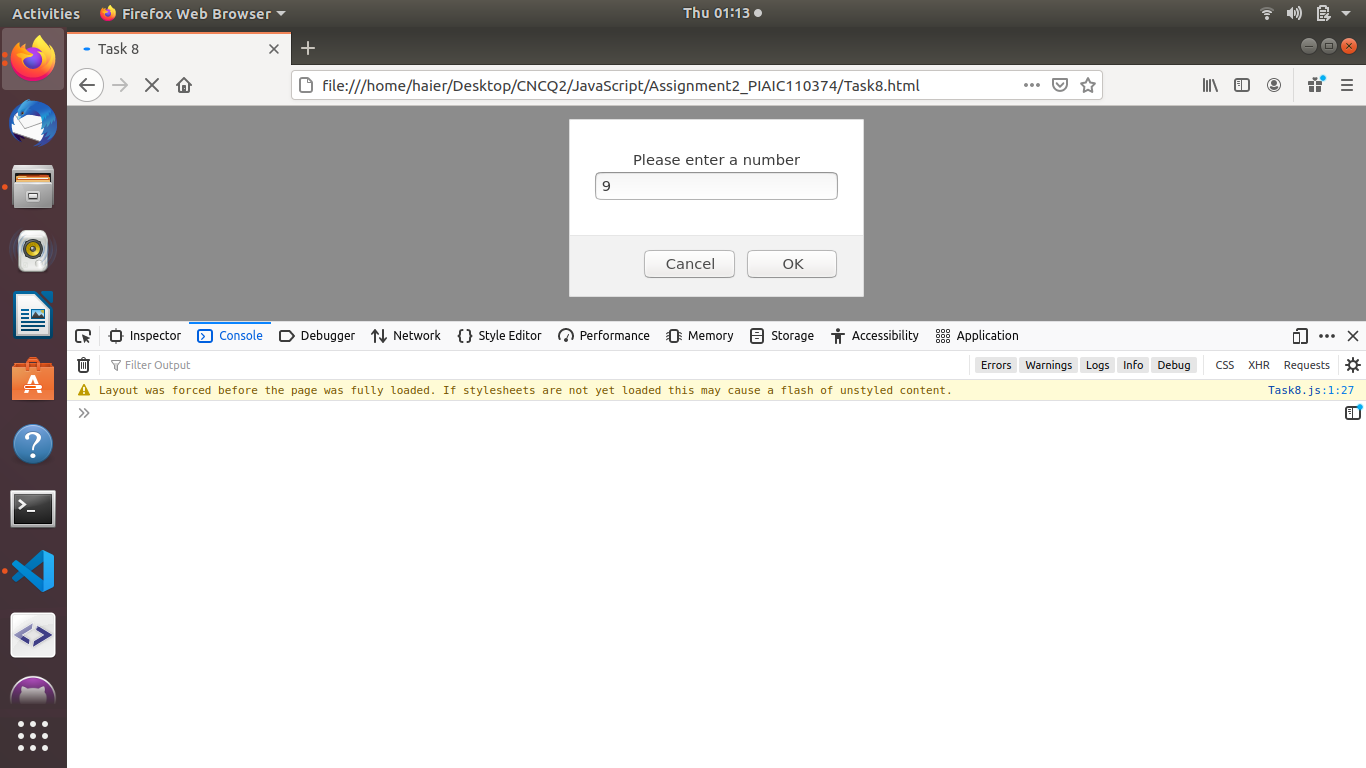 Activities Firefox Web Browser Thu 01:13
Task 8
file:///home/haier/Desktop/CNCQ2/JavaScript/Assignment2_PIAIC110374/Task8.html
Please enter a number
9
Cancel OK
Inspector Console Debugger Network Style Editor Performance Memory Storage Accessibility Application
Filter Output Errors Warnings Logs Info Debug CSS XHR Requests
Layout was forced before the page was fully loaded. If stylesheets are not yet loaded this may cause a flash of unstyled content. Task8.js:1:27